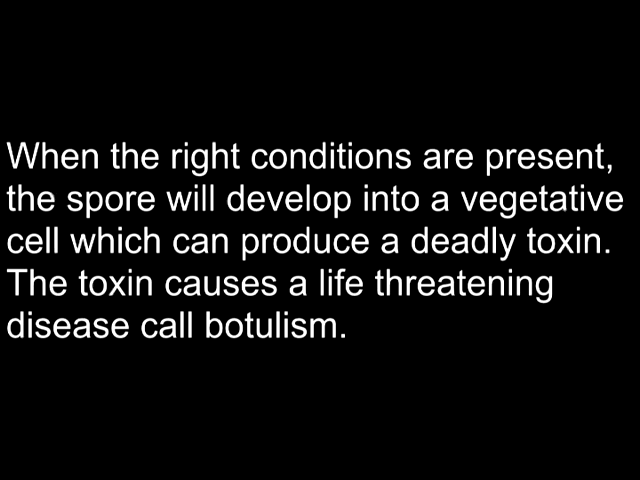 When the right conditions are present,
the spore will develop into a vegetative
cell which can produce a deadly toxin.
The toxin causes a life threatening
disease call botulism.